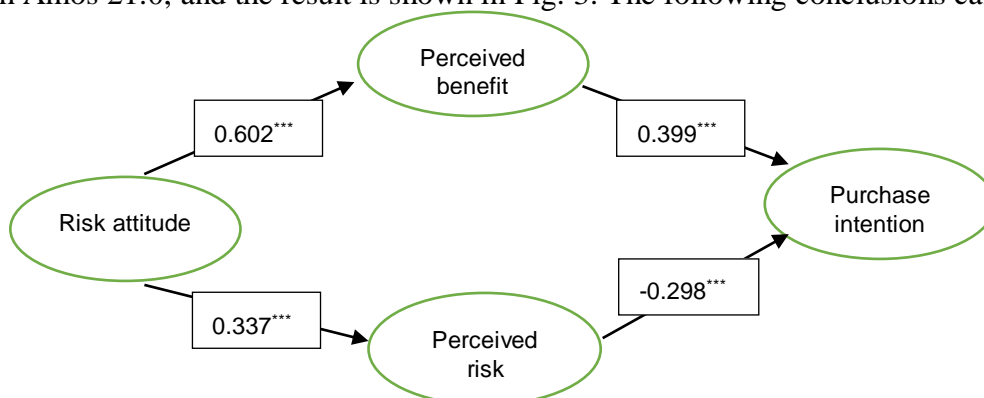 in Amos 21.0, and the result is shown in Fig. 3. The following conclusions ca
Perceived
benefit
0.602***
0.399***
Risk attitude
Purchase
intention
0.337***
-0.298***
Perceived
risk